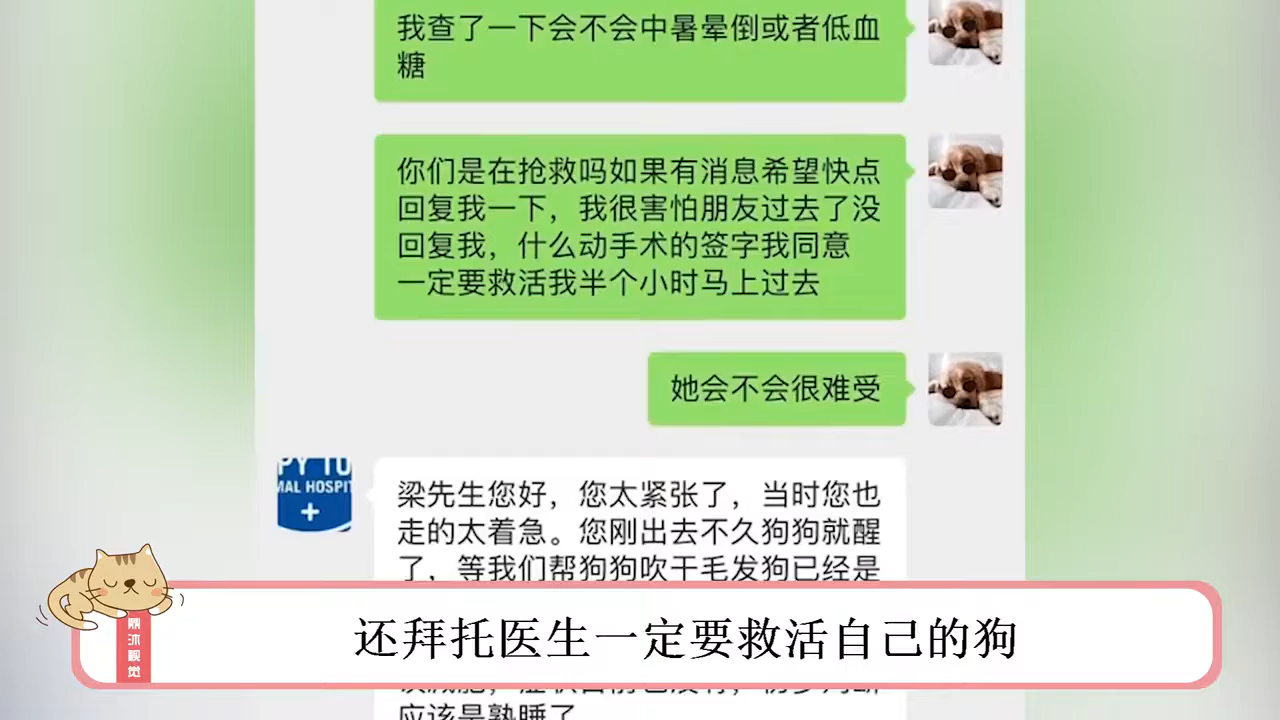 我查了一下会不会中暑晕倒或者低血
糖
你们是在抢救吗如果有消息希望快点
回复我一下，我很害怕朋友过去了没
回复我，什么动手术的签字我同意
一定要救活我半个小时马上过去
她会不会很难受
MAL HOSPIT
梁先生您好，您太紧张了，当时您也
走的太着急。您刚出去不久狗狗就醒
了，等我们帮狗狗吹干毛发狗已经是
还拜托医生一定要救活自己的狗
鼎沐视觉
应该是熟睡了